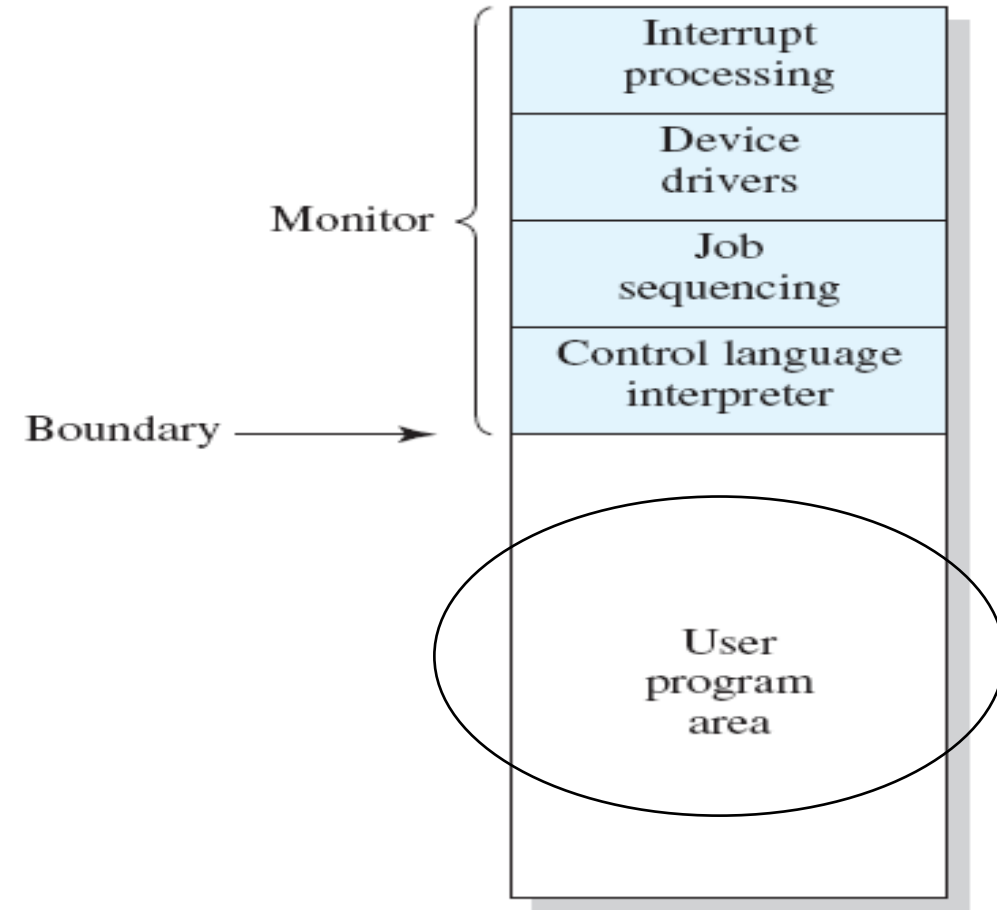 Interrupt
processing
Device
drivers
Monitor
Job
sequencing
Control language
interpreter
Boundary
User
program
area